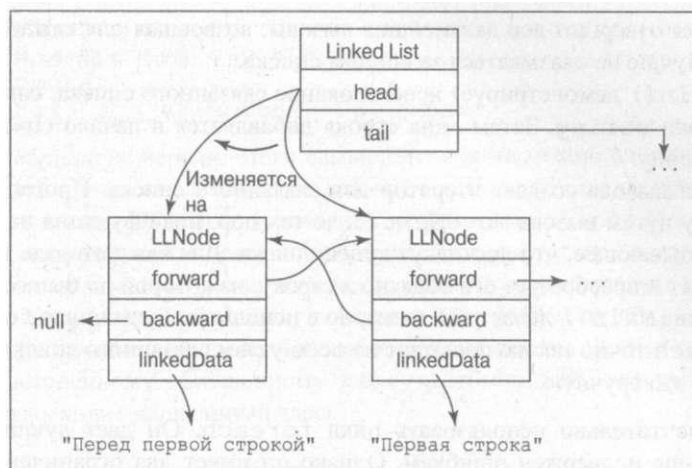 Linked List
head
tail
...
Изменяется
на
LLNode
forward
backward
linkedData
LLNode
forward
backward
linkedData
null
"Перед первой строкой"
"Первая строка"